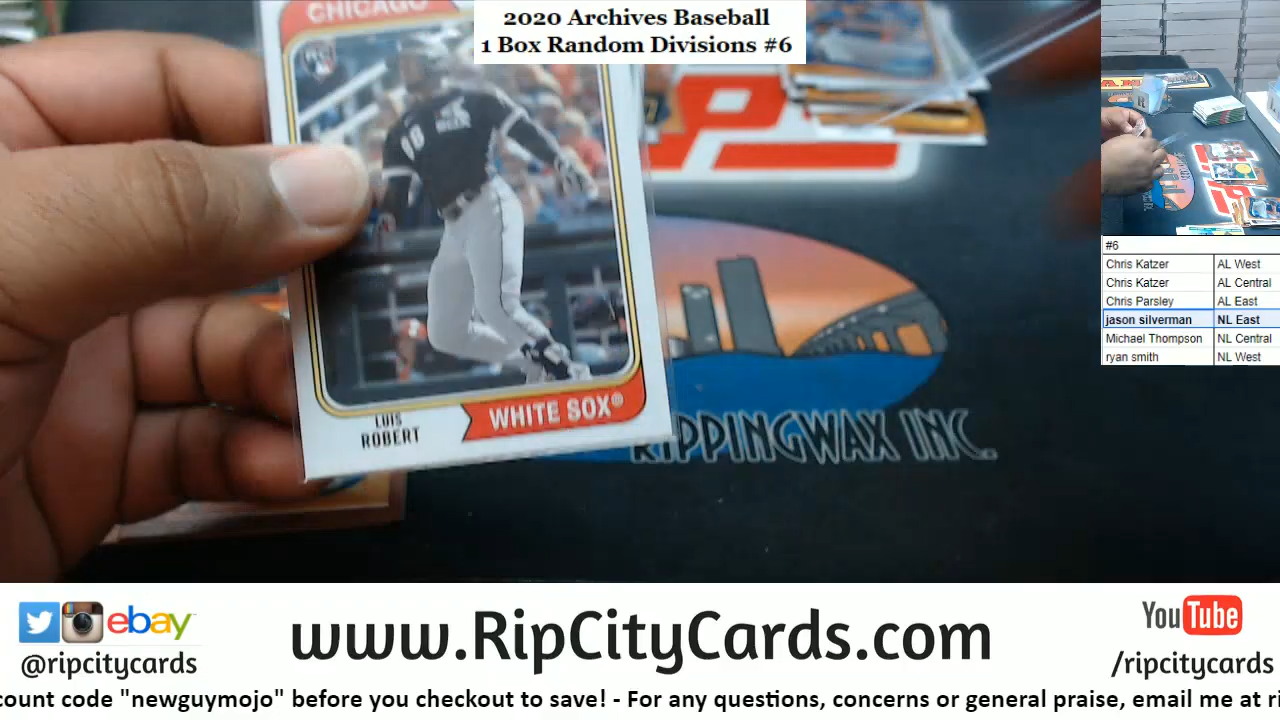 2020 Archives Baseball
1 Box Random Divisions #6
CHICAGO
RC
LUIS
ROBERT
WHITE SOX®
RIPPINGWAX INC.
#6
Chris Katzer AL West
Chris Katzer AL Central
Chris Parsley AL East
jason silverman NL East
Michael Thompson NL Central
ryan smith NL West
ebay
@ripcitycards
www.RipCityCards.com
YouTube
/ripcitycards
count code "newguymojo" before you checkout to save! - For any questions, concerns or general praise, email me at ri